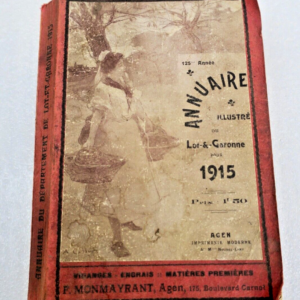 ANNUAIRE DU DÉPARTEMENT DE LOT-ET-GARONNE 1915
125e Année
ANNUAIRE
ILLUSTRÉ
DU
Lot-&-Garonne
POUR
1915
Prix 1f 50
AGEN
IMPRIMERIE MODERNE
ENGRAIS = MATIÈRES PREMIÈRES
P. MONMAYRANT, Agen, 175, Boulevard Carnot